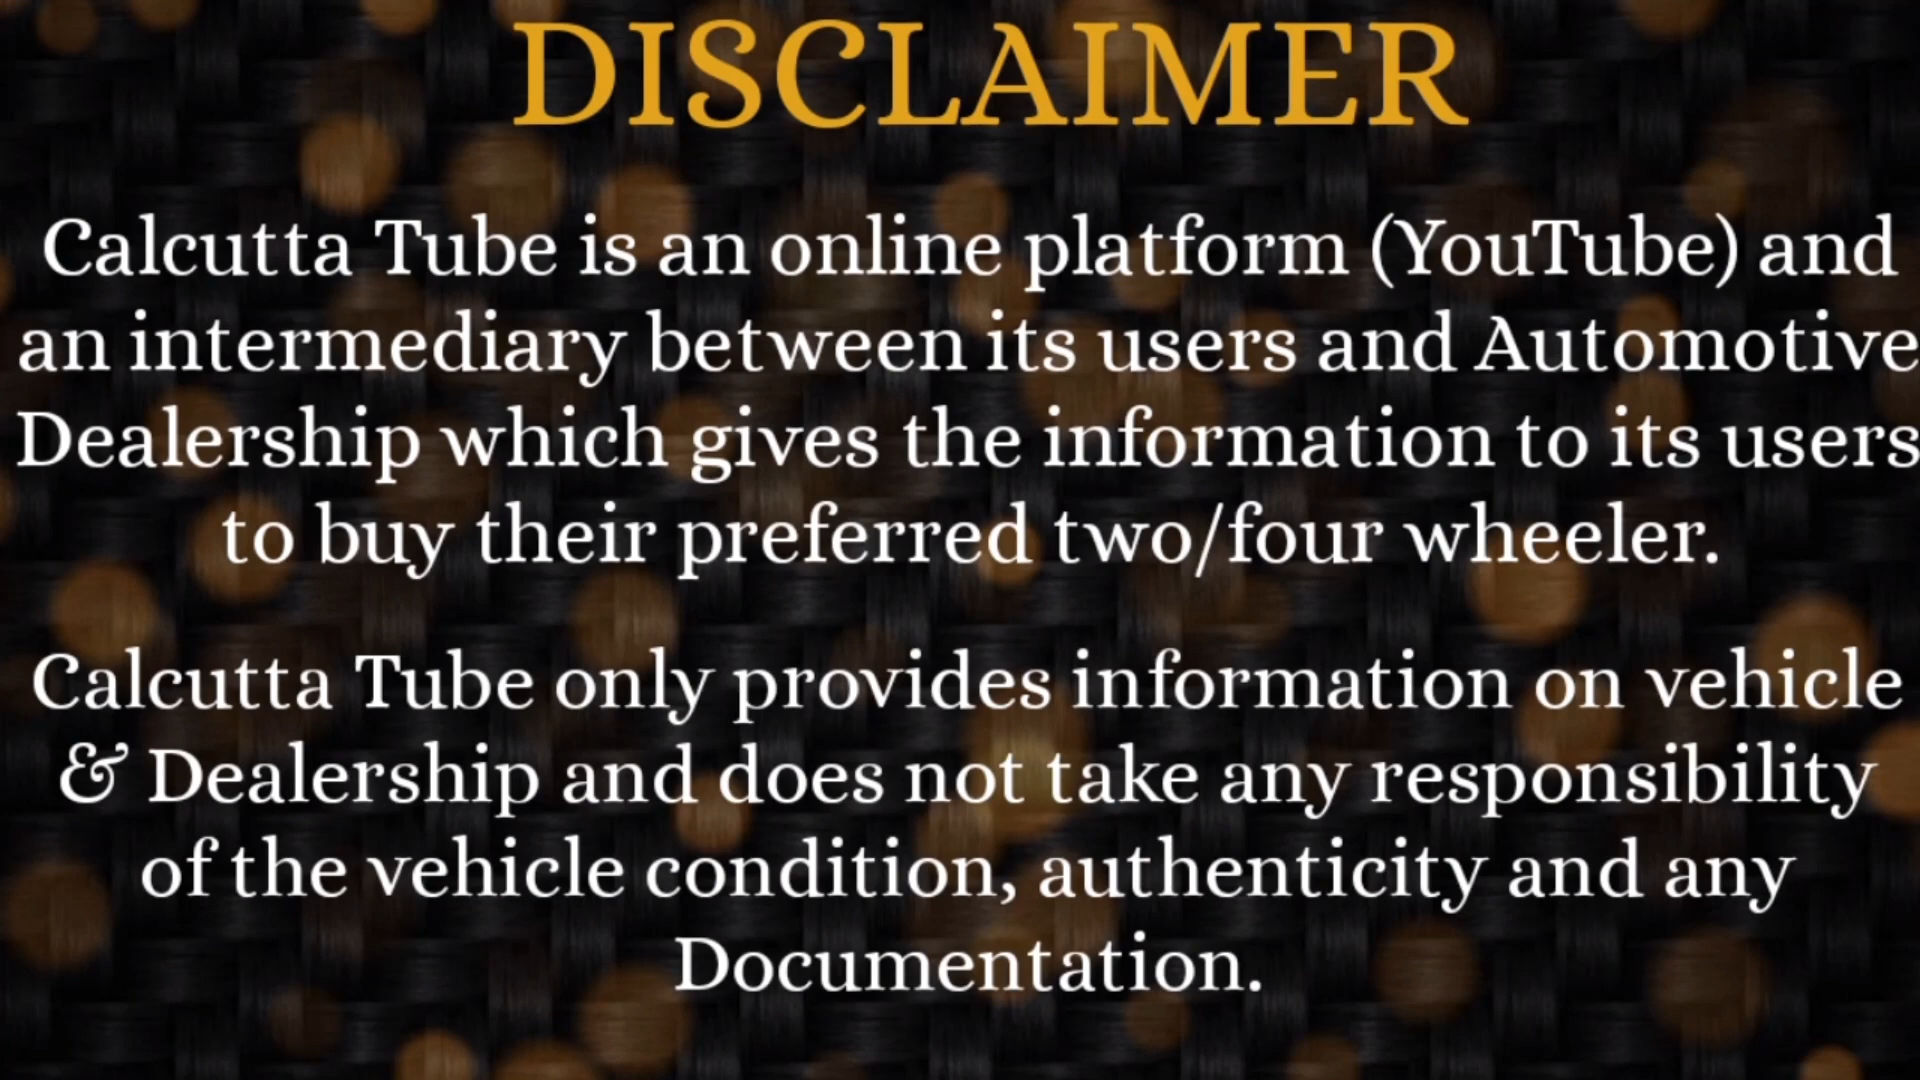 DISCLAIMER
Calcutta Tube is an online platform (YouTube) and
an intermediary between its users and Automotive
Dealership which gives the information to its users
to buy their preferred two/four wheeler.
Calcutta Tube only provides information on vehicle
& Dealership and does not take any responsibility
of the vehicle condition, authenticity and any
Documentation.